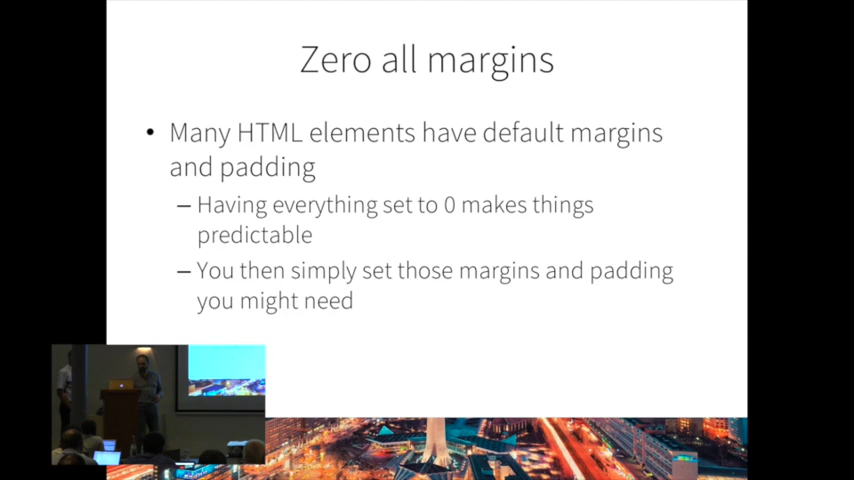 Zero all margins
• Many HTML elements have default margins
and padding
– Having everything set to 0 makes things
predictable
– You then simply set those margins and padding
you might need